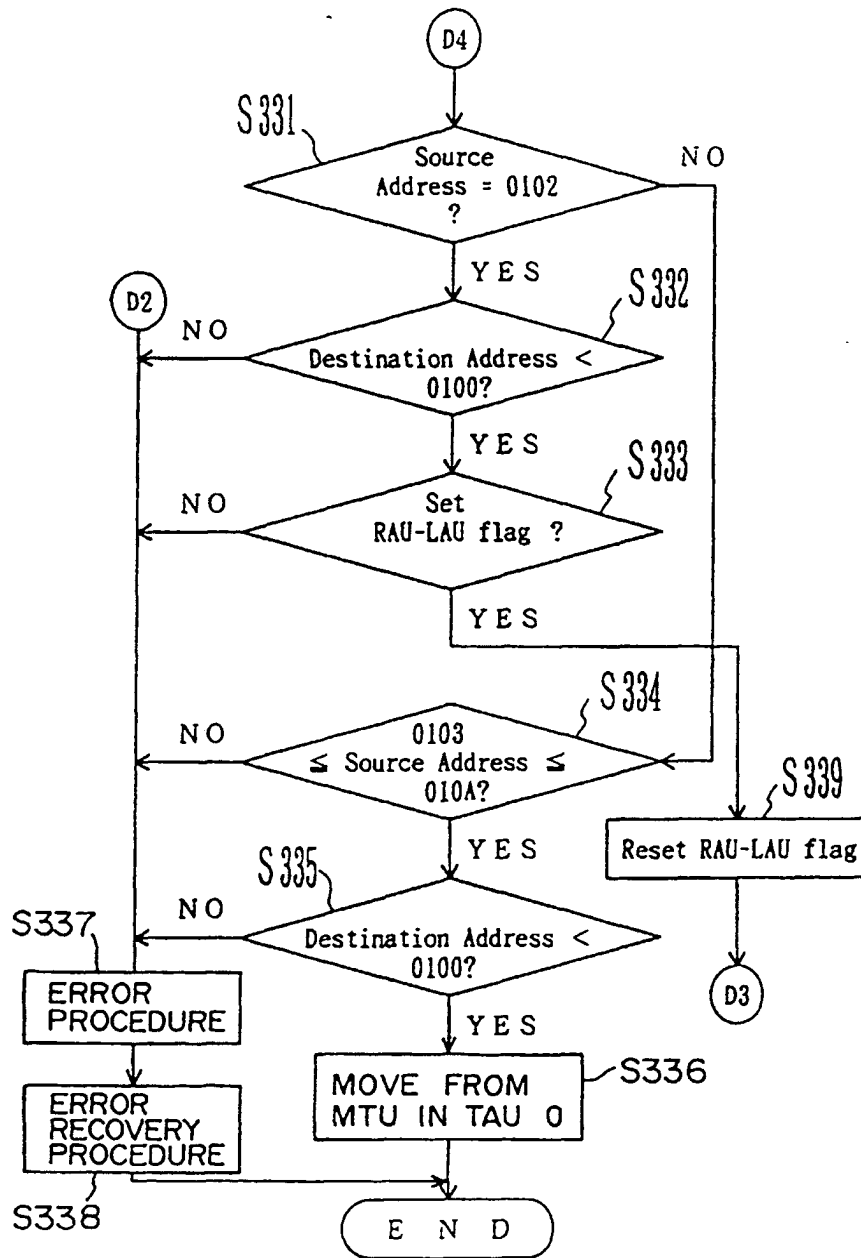 D4
S331
Source
Address = 0102
?
NO
YES
D2
S332
NO
Destination Address <
0100?
YES
S333
NO
Set
RAU-LAU flag ?
YES
S334
NO
0103
≦ Source Address ≦
010A?
S339
YES
Reset RAU-LAU flag
S335
NO
Destination Address <
0100?
S337
D3
ERROR
PROCEDURE
YES
S336
MOVE FROM
MTU IN TAU 0
ERROR
RECOVERY
PROCEDURE
S338
END